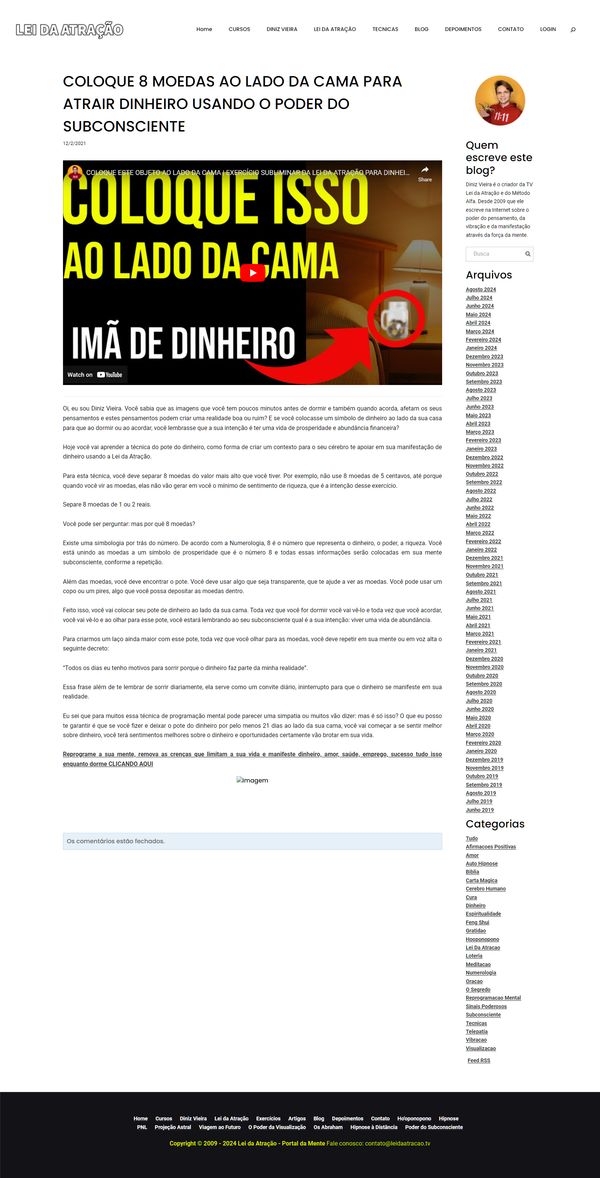 LEI DA ATRAÇÃO
Home CURSOS DINIZ VIEIRA LEI DA ATRAÇÃO TECNICAS BLOG DEPOIMENTOS CONTATO LOGIN
COLOQUE 8 MOEDAS AO LADO DA CAMA PARA
ATRAIR DINHEIRO USANDO O PODER DO
SUBCONSCIENTE
12/2/2021
COLOQUE ESTE OBJETO AO LADO DA CAMA | EXERCÍCIO SUBLIMINAR DA LEI DA ATRAÇÃO PARA DINHEI...
Share
COLOQUE ISSO
AO LADO DA CAMA
IMÃ DE DINHEIRO
Watch on YouTube
Oi, eu sou Diniz Vieira. Você sabia que as imagens que você tem poucos minutos antes de dormir e também quando acorda, afetam os seus
pensamentos e estes pensamentos podem criar uma realidade boa ou ruim? E se você colocasse um símbolo de dinheiro ao lado da sua casa
para que ao dormir ou ao acordar, você lembrasse que a sua intenção é ter uma vida de prosperidade e abundância financeira?
Hoje você vai aprender a técnica do pote do dinheiro, como forma de criar um contexto para o seu cérebro te apoiar em sua manifestação de
dinheiro usando a Lei da Atração.
Para esta técnica, você deve separar 8 moedas do valor mais alto que você tiver. Por exemplo, não use 8 moedas de 5 centavos, até porque
quando você vir as moedas, elas não vão gerar em você o mínimo de sentimento de riqueza, que é a intenção desse exercício.
Separe 8 moedas de 1 ou 2 reais.
Você pode ser perguntar: mas por quê 8 moedas?
Existe uma simbologia por trás do número. De acordo com a Numerologia, 8 é o número que representa o dinheiro, o poder, a riqueza. Você
está unindo as moedas a um símbolo de prosperidade que é o número 8 e todas essas informações serão colocadas em sua mente
subconsciente, conforme a repetição.
Além das moedas, você deve encontrar o pote. Você deve usar algo que seja transparente, que te ajude a ver as moedas. Você pode usar um
copo ou um pires, algo que você possa depositar as moedas dentro.
Feito isso, você vai colocar seu pote de dinheiro ao lado da sua cama. Toda vez que você for dormir você vai vê-lo e toda vez que você acordar,
você vai vê-lo e ao olhar para esse pote, você estará lembrando ao seu subconsciente qual é a sua intenção: viver uma vida de abundância.
Para criarmos um laço ainda maior com esse pote, toda vez que você olhar para as moedas, você deve repetir em sua mente ou em voz alta o
seguinte decreto:
"Todos os dias eu tenho motivos para sorrir porque o dinheiro faz parte da minha realidade".
Essa frase além de te lembrar de sorrir diariamente, ela serve como um convite diário, ininterrupto para que o dinheiro se manifeste em sua
realidade.
Eu sei que para muitos essa técnica de programação mental pode parecer uma simpatia ou muitos vão dizer: mas é só isso? O que eu posso
te garantir é que se você fizer e deixar o pote do dinheiro por pelo menos 21 dias ao lado da sua cama, você vai começar a se sentir melhor
sobre dinheiro, você terá sentimentos melhores sobre o dinheiro e oportunidades certamente vão brotar em sua vida.
Reprograme a sua mente, remova as crenças que limitam a sua vida e manifeste dinheiro, amor, saúde, emprego, sucesso tudo isso
enquanto dorme CLICANDO AQUI
Imagem
Os comentários estão fechados.
11:11
Quem
escreve este
blog?
Diniz Vieira é o criador da TV
Lei da Atração e do Método
Alfa. Desde 2009 que ele
escreve na Internet sobre o
poder do pensamento, da
vibração e da manifestação
através da força da mente.
Busca
Arquivos
Agosto 2024
Julho 2024
Junho 2024
Maio 2024
Abril 2024
Março 2024
Fevereiro 2024
Janeiro 2024
Dezembro 2023
Novembro 2023
Outubro 2023
Setembro 2023
Agosto 2023
Julho 2023
Junho 2023
Maio 2023
Abril 2023
Março 2023
Fevereiro 2023
Janeiro 2023
Dezembro 2022
Novembro 2022
Outubro 2022
Setembro 2022
Agosto 2022
Julho 2022
Junho 2022
Maio 2022
Abril 2022
Março 2022
Fevereiro 2022
Janeiro 2022
Dezembro 2021
Novembro 2021
Outubro 2021
Setembro 2021
Agosto 2021
Julho 2021
Junho 2021
Maio 2021
Abril 2021
Março 2021
Fevereiro 2021
Janeiro 2021
Dezembro 2020
Novembro 2020
Outubro 2020
Setembro 2020
Agosto 2020
Julho 2020
Junho 2020
Maio 2020
Abril 2020
Março 2020
Fevereiro 2020
Janeiro 2020
Dezembro 2019
Novembro 2019
Outubro 2019
Setembro 2019
Agosto 2019
Julho 2019
Junho 2019
Categorias
Tudo
Afirmacoes Positivas
Amor
Auto Hipnose
Biblia
Carta Magica
Cerebro Humano
Cura
Dinheiro
Espiritualidade
Feng Shui
Gratidao
Hooponopono
Lei Da Atracao
Loteria
Meditacao
Numerologia
Oracao
O Segredo
Reprogramacao Mental
Sinais Poderosos
Subconsciente
Tecnicas
Telepatia
Vibracao
Visualizacao
Feed RSS
Home Cursos Diniz Vieira Lei da Atração Exercícios Artigos Blog Depoimentos Contato Ho'oponopono Hipnose
PNL Projeção Astral Viagem ao Futuro O Poder da Visualização Os Abraham Hipnose à Distância Poder do Subconsciente
Copyright © 2009 - 2024 Lei da Atração - Portal da Mente Fale conosco: contato@leidaatracao.tv